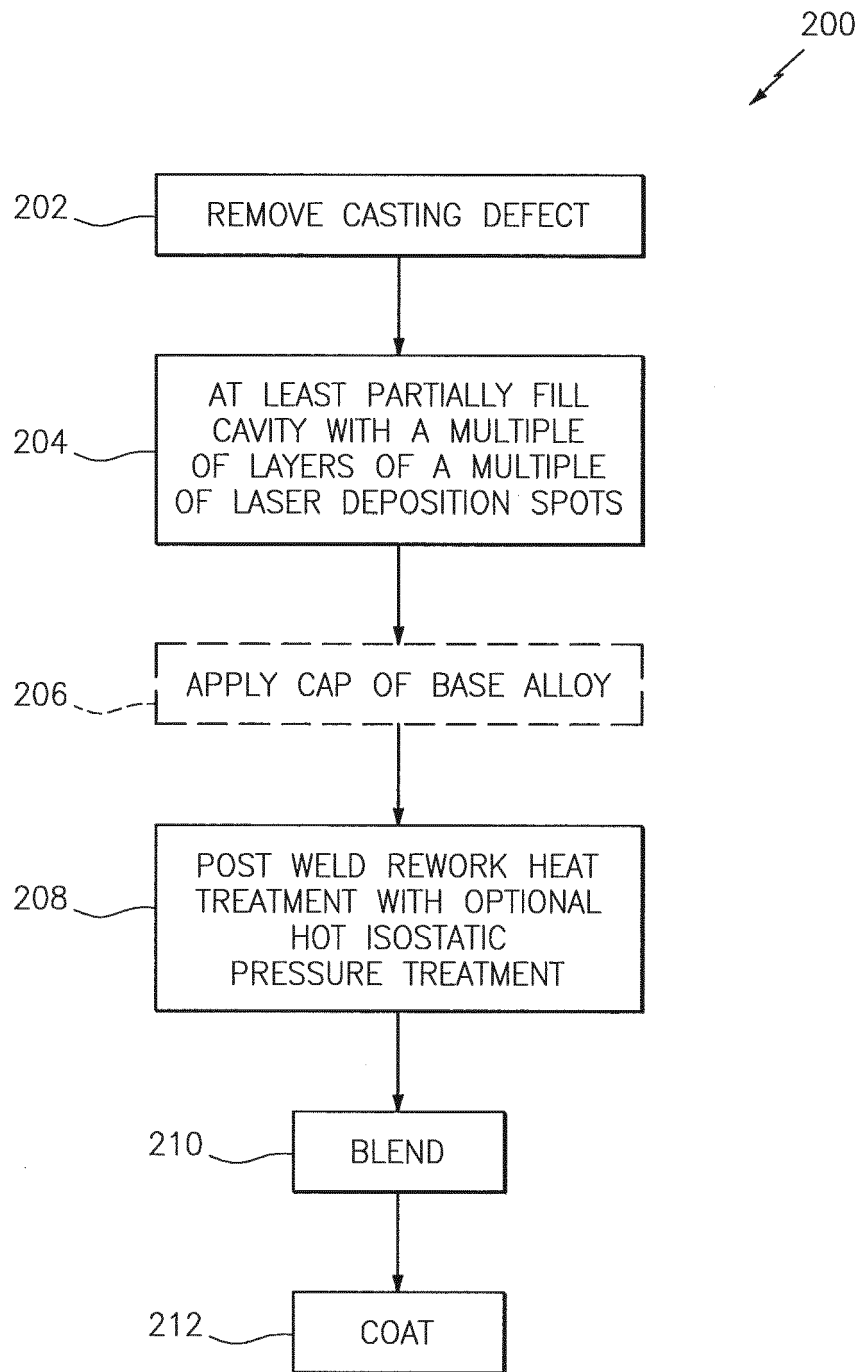 200
202
REMOVE CASTING DEFECT
204
AT LEAST PARTIALLY FILL
CAVITY WITH A MULTIPLE
OF LAYERS OF A MULTIPLE
OF LASER DEPOSITION SPOTS
206
APPLY CAP OF BASE ALLOY
208
POST WELD REWORK HEAT
TREATMENT WITH OPTIONAL
HOT ISOSTATIC
PRESSURE TREATMENT
210
BLEND
212
COAT